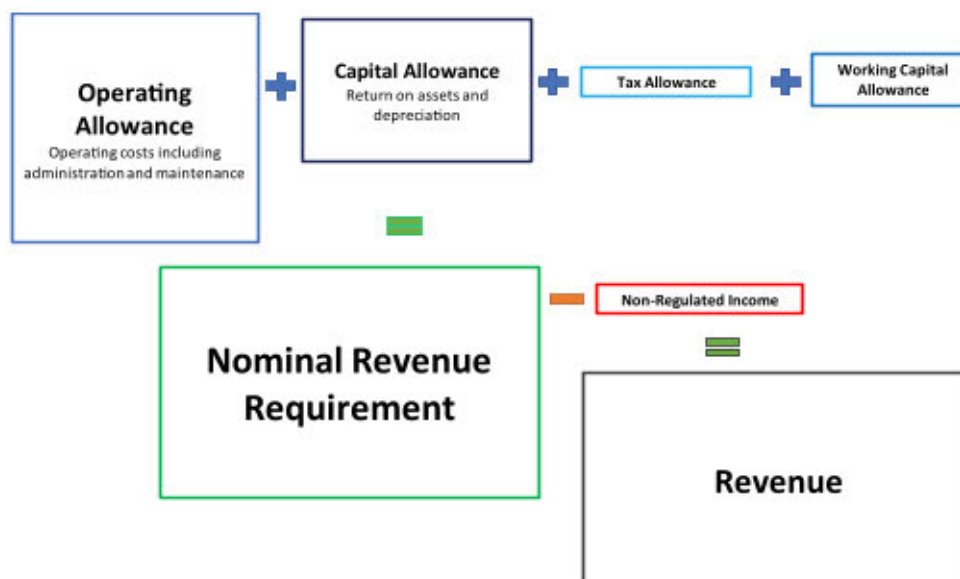 Operating
Allowance
Operating costs including
administration and maintenance
Capital Allowance
Return on assets and
depreciation
Tax Allowance
Working Capital
Allowance
Nominal Revenue
Requirement
Non-Regulated Income
Revenue